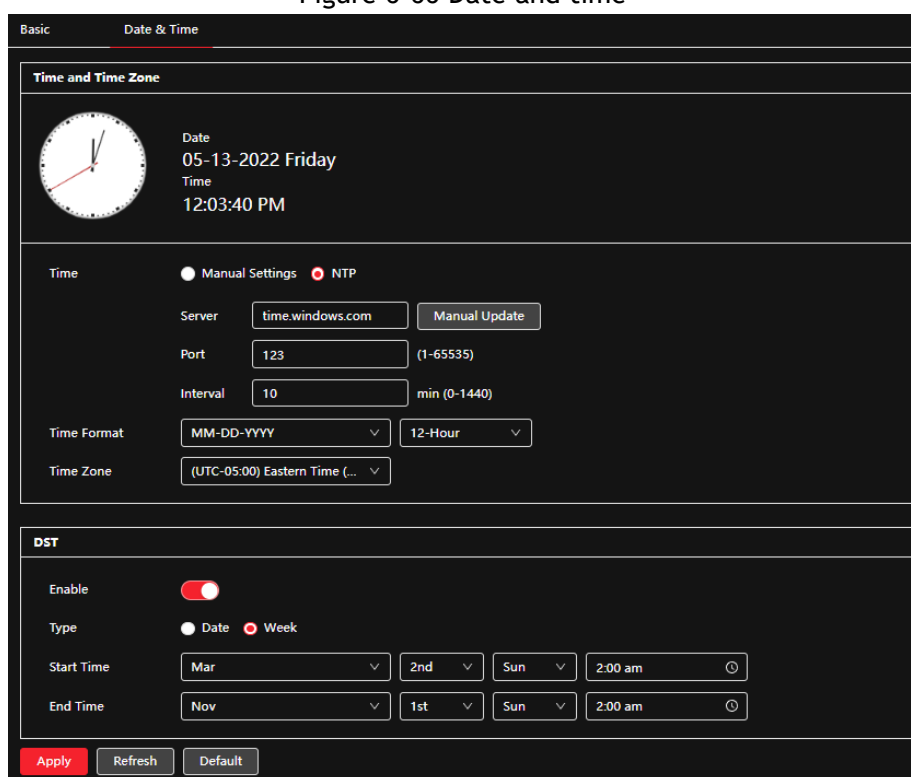 Basic Date & Time
Time and Time Zone
Date
05-13-2022 Friday
Time
12:03:40 PM
Time Manual Settings NTP
Server time.windows.com Manual Update
Port 123 (1-65535)
Interval 10 min (0-1440)
Time Format MM-DD-YYYY 12-Hour
Time Zone (UTC-05:00) Eastern Time (...
DST
Enable
Type Date Week
Start Time Mar 2nd Sun 2:00 am
End Time Nov 1st Sun 2:00 am
Apply Refresh Default